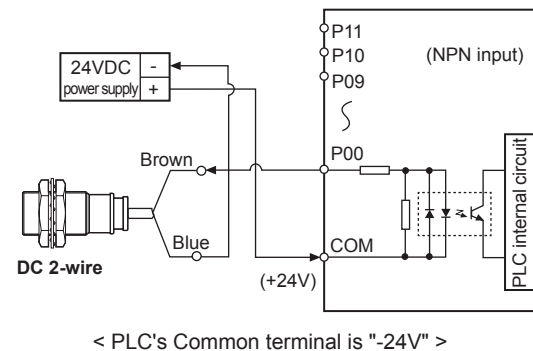 P11
P10
P09
(NPN input)
24VDC
-
power supply
+
P00
Brown
Blue
DC 2-wire
COM
(+24V)
PLC internal circuit
< PLC's Common terminal is "-24V" >